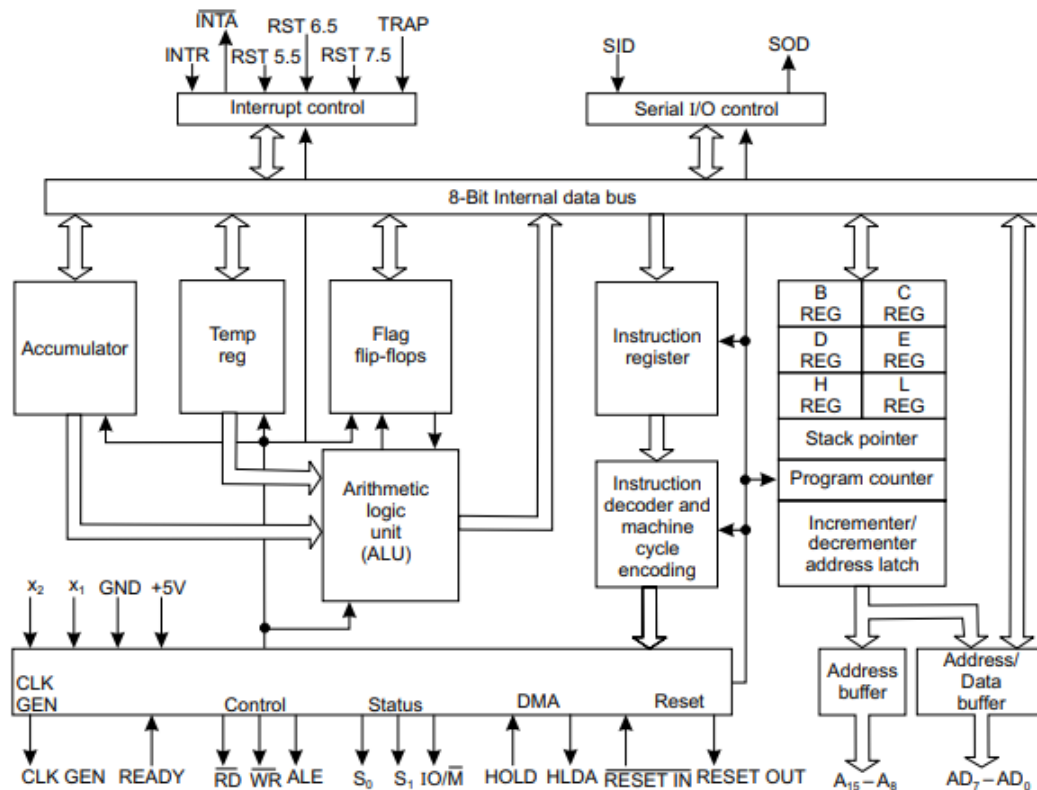 INTA
RST 6.5
TRAP
INTR
RST 5.5
RST 7.5
SID
SOD
Interrupt control
Serial I/O control
8-Bit Internal data bus
Accumulator
Temp
reg
Flag
flip-flops
Instruction
register
B
REG
C
REG
D
REG
E
REG
H
REG
L
REG
Stack pointer
Program counter
Incrementer/
decrementer
address latch
Arithmetic
logic
unit
(ALU)
Instruction
decoder and
machine
cycle
encoding
X₂
X₁
GND
+5V
CLK
GEN
Control
Status
DMA
Reset
Address
buffer
Address/
Data
buffer
CLK GEN
READY
RD
WR
ALE
S₀
S₁
IO/M
HOLD
HLDA
RESET IN
RESET OUT
A₁₅–A₈
AD₇–AD₀